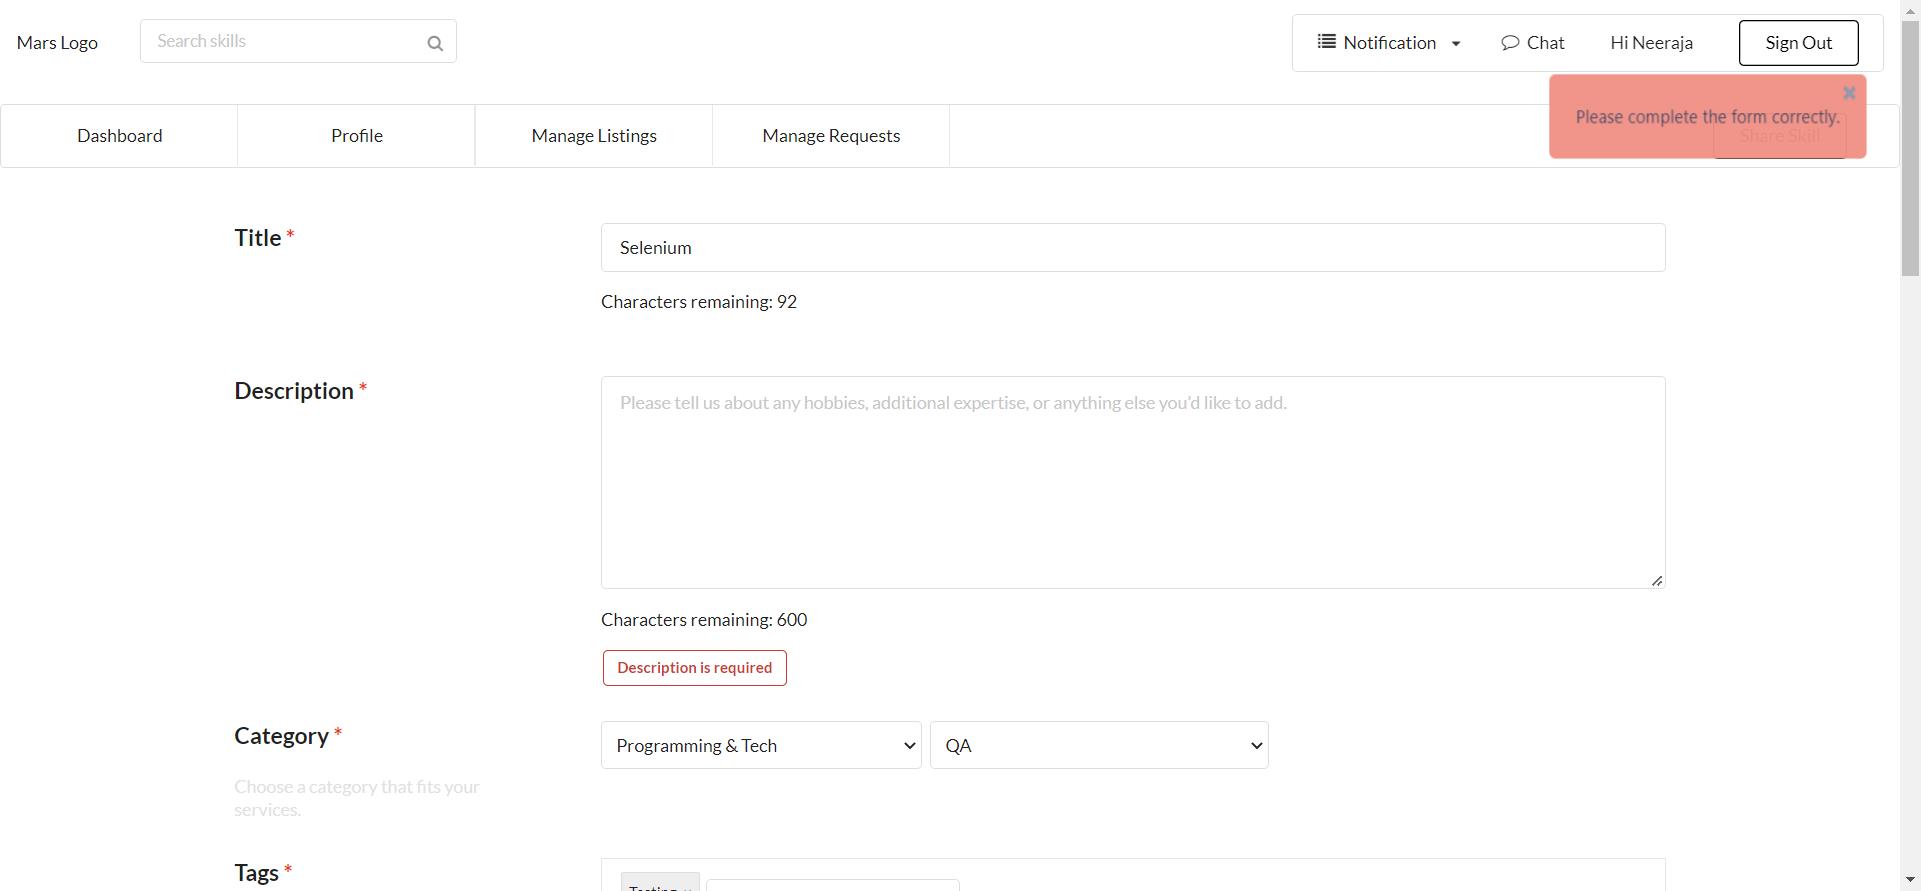 Mars Logo
Search skills
Notification
Chat
Hi Neeraja
Sign Out
Please complete the form correctly.
Dashboard
Profile
Manage Listings
Manage Requests
Share Skill
Title *
Selenium
Characters remaining: 92
Description *
Please tell us about any hobbies, additional expertise, or anything else you'd like to add.
Characters remaining: 600
Description is required
Category *
Programming & Tech
QA
Choose a category that fits your
services.
Tags *
Testing